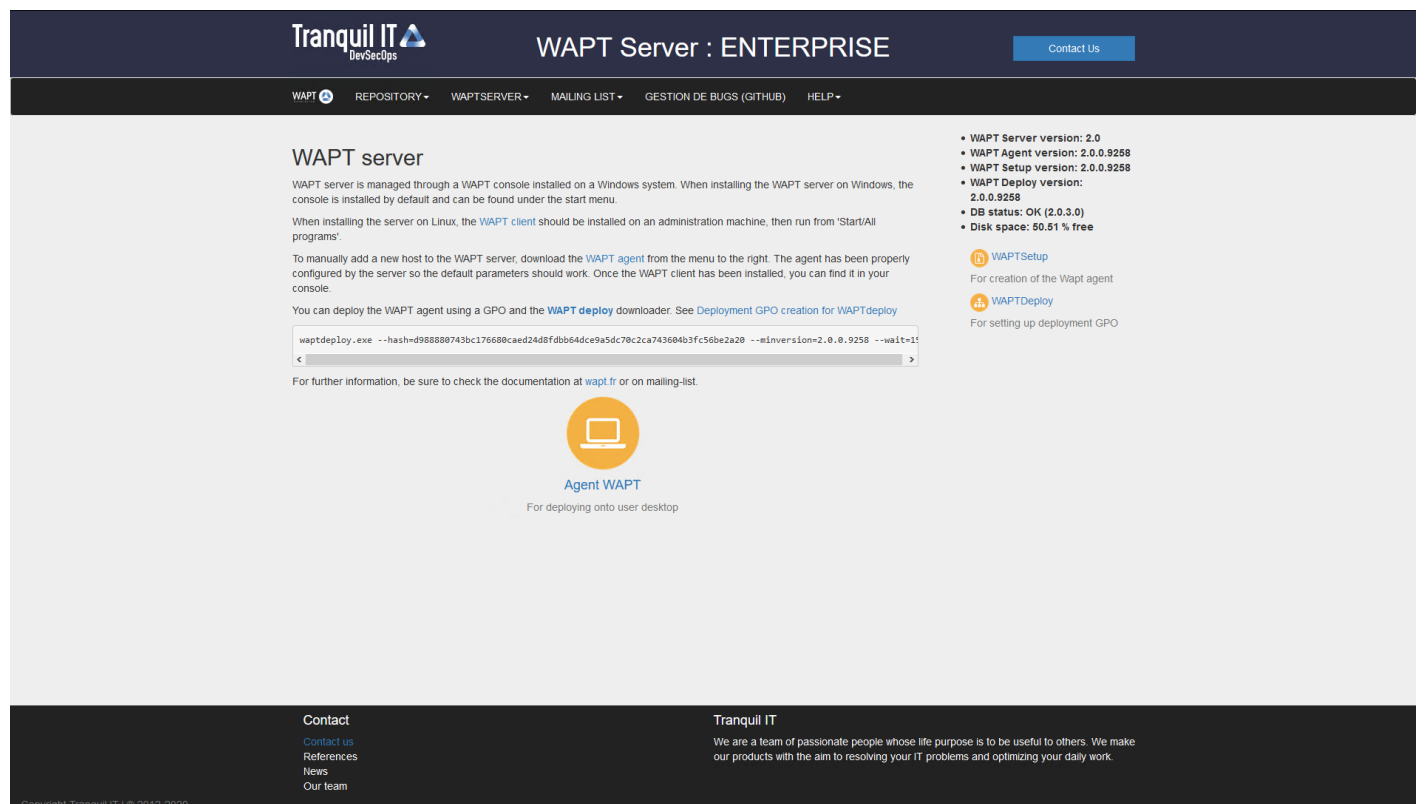 Tranquil IT
DevSecOps
WAPT Server : ENTERPRISE
Contact Us
WAPT
REPOSITORY
WAPTSERVER
MAILING LIST
GESTION DE BUGS (GITHUB)
HELP
WAPT server
WAPT server is managed through a WAPT console installed on a Windows system. When installing the WAPT server on Windows, the
console is installed by default and can be found under the start menu.
When installing the server on Linux, the WAPT client should be installed on an administration machine, then run from 'Start/All
programs'.
To manually add a new host to the WAPT server, download the WAPT agent from the menu to the right. The agent has been properly
configured by the server so the default parameters should work. Once the WAPT client has been installed, you can find it in your
console.
You can deploy the WAPT agent using a GPO and the WAPT deploy downloader. See Deployment GPO creation for WAPTdeploy
waptdeploy.exe --hash=d988880743bc176680caed24d8fdbb64dce9a5dc70c2ca743604b3fc56be2a20 --minversion=2.0.0.9258 --wait=15
For further information, be sure to check the documentation at wapt.fr or on mailing-list.
Agent WAPT
For deploying onto user desktop
• WAPT Server version: 2.0
• WAPT Agent version: 2.0.0.9258
• WAPT Setup version: 2.0.0.9258
• WAPT Deploy version:
2.0.0.9258
• DB status: OK (2.0.3.0)
• Disk space: 50.51 % free
WAPTSetup
For creation of the Wapt agent
WAPTDeploy
For setting up deployment GPO
Contact
Contact us
References
News
Our team
Tranquil IT
We are a team of passionate people whose life purpose is to be useful to others. We make
our products with the aim to resolving your IT problems and optimizing your daily work.
Copyright Tranquil IT | © 2012-2020